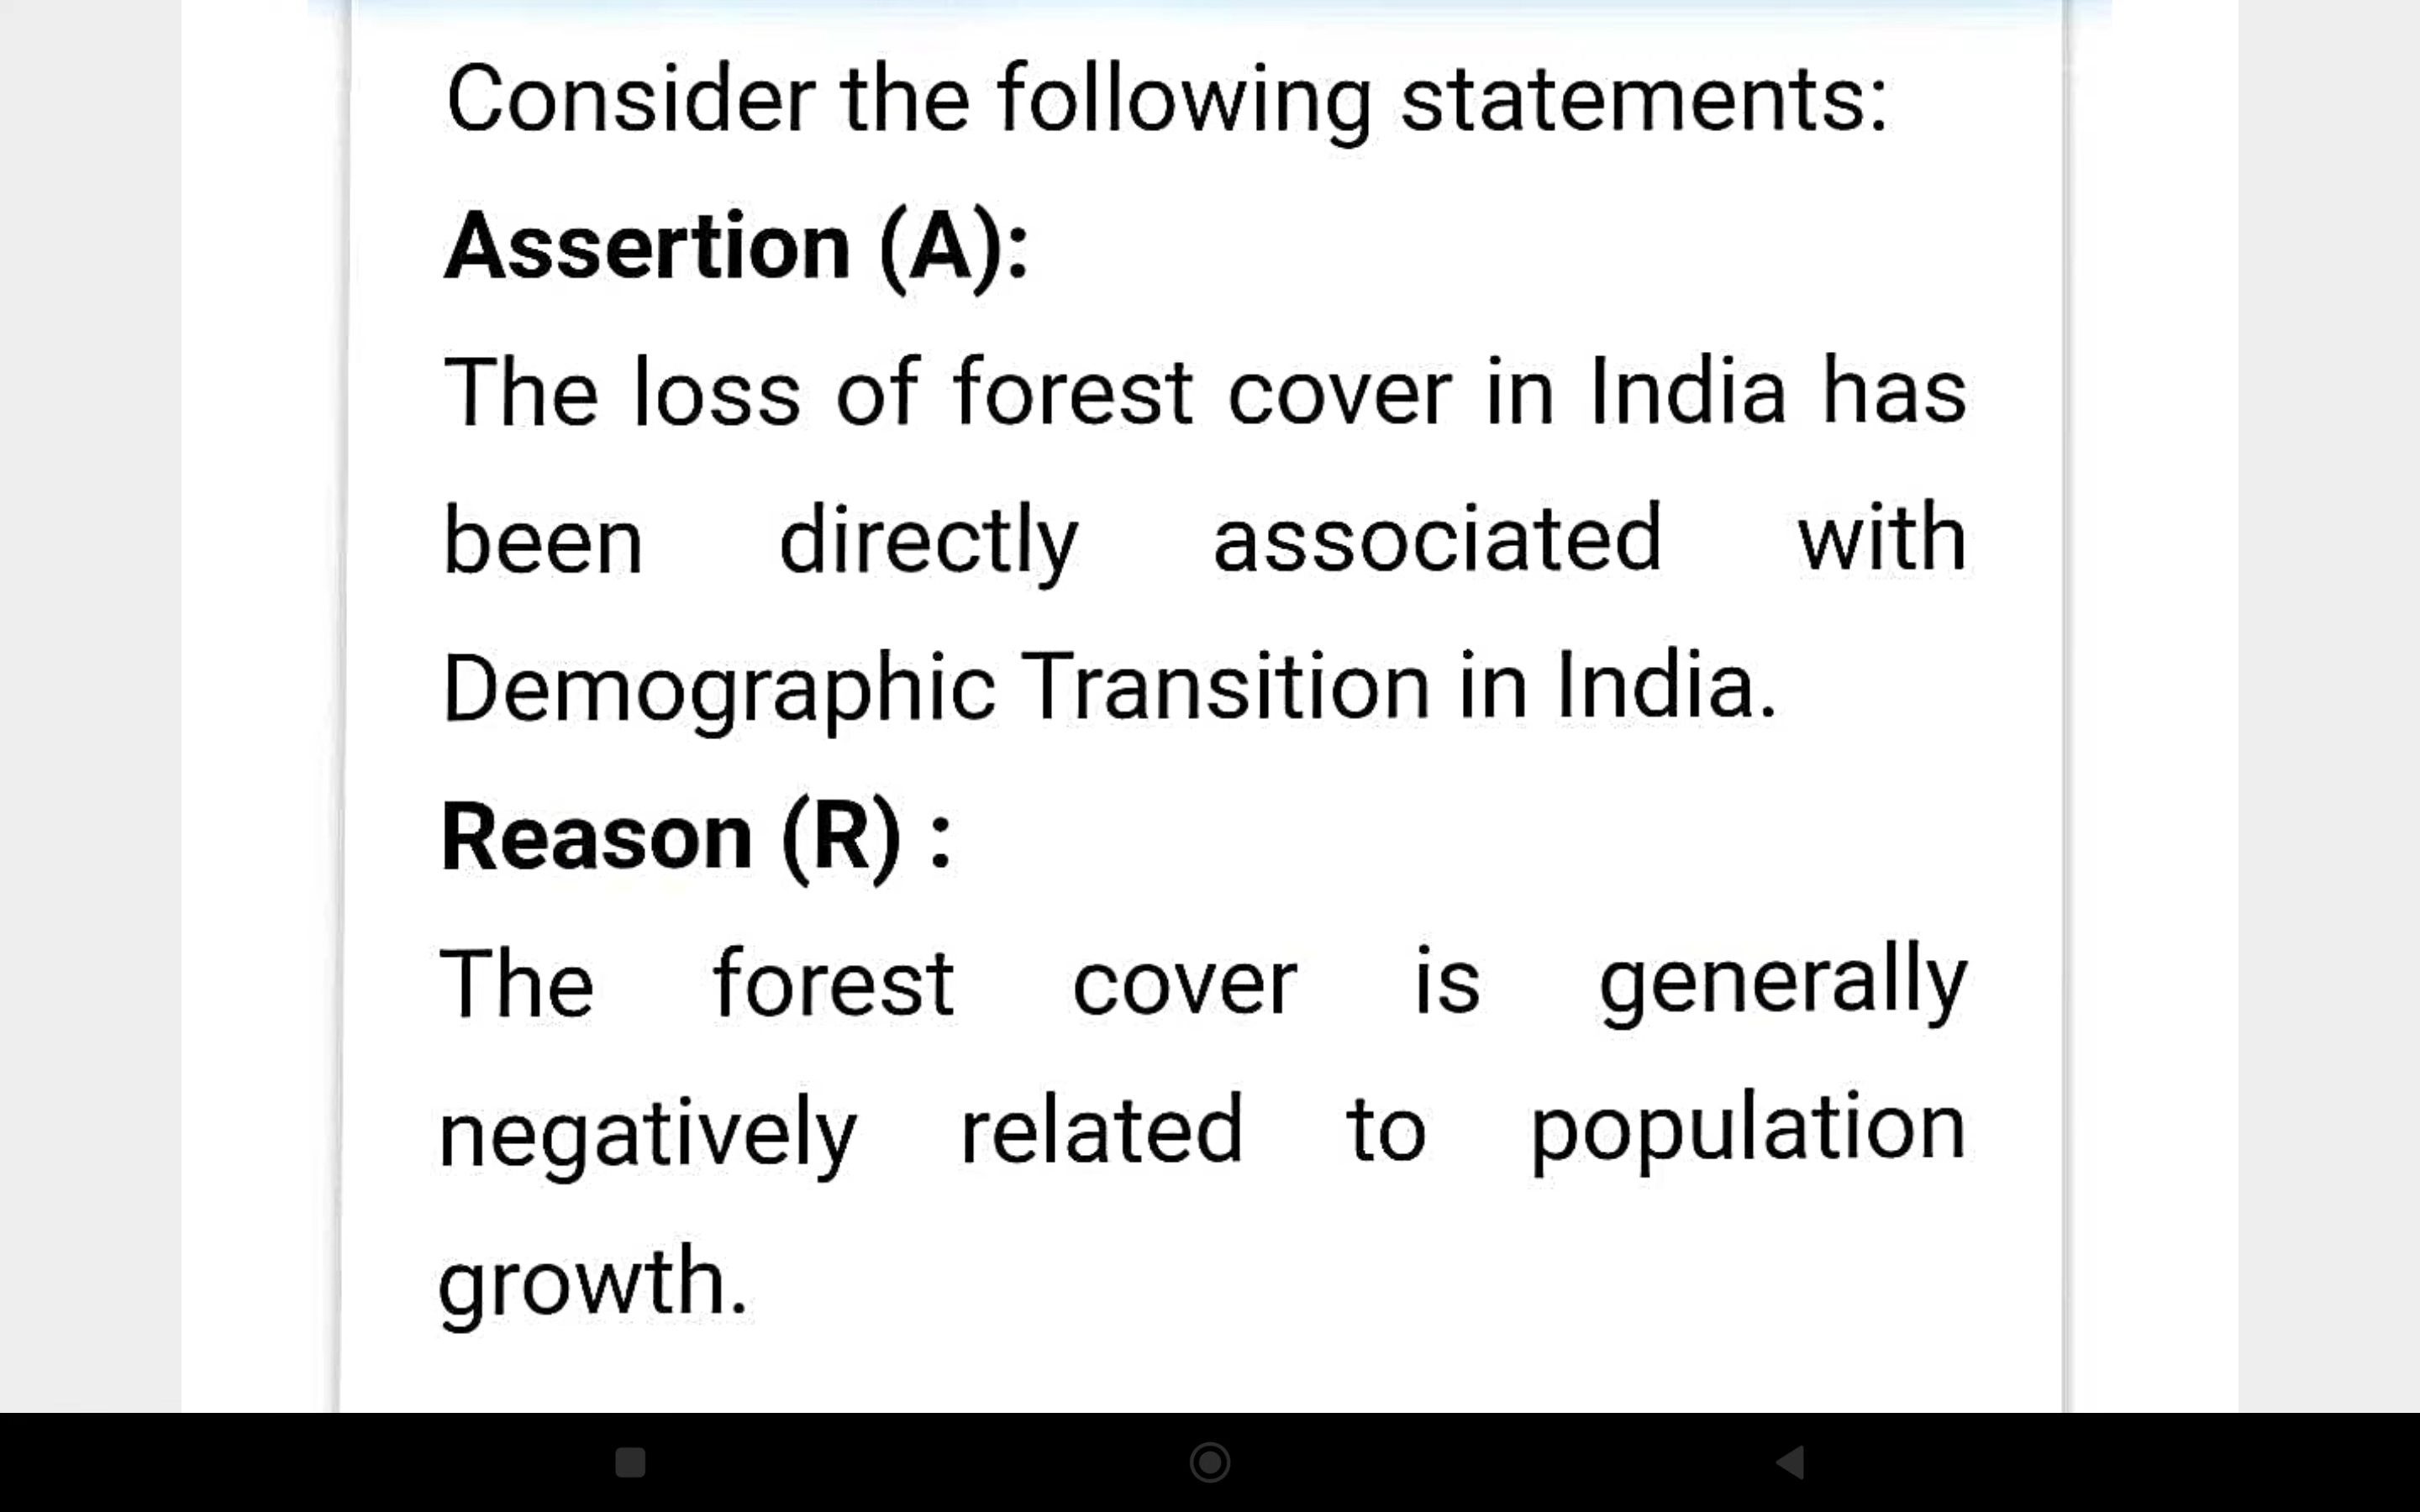 Consider the following statements:
Assertion (A):
The loss of forest cover in India has
been directly associated with
Demographic Transition in India.
Reason (R) :
The forest cover is generally
negatively related to population
growth.